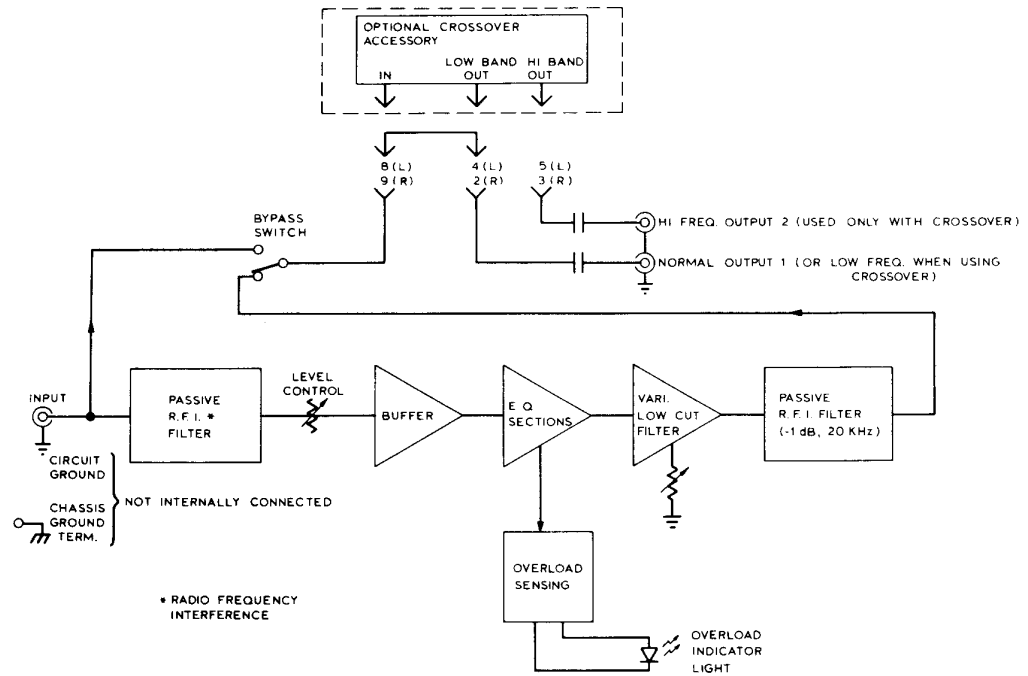 OPTIONAL CROSSOVER
ACCESSORY
LOW BAND HI BAND
IN OUT OUT
8 (L) 4 (L) 5 (L)
9 (R) 2 (R) 3 (R)
BYPASS
SWITCH
HI FREQ. OUTPUT 2 (USED ONLY WITH CROSSOVER)
NORMAL OUTPUT 1 (OR LOW FREQ. WHEN USING
CROSSOVER)
INPUT
PASSIVE
R.F.I. *
FILTER
LEVEL
CONTROL
BUFFER
E Q
SECTIONS
VARI.
LOW CUT
FILTER
PASSIVE
R.F.I. FILTER
(-1 dB, 20 KHz)
CIRCUIT
GROUND
NOT INTERNALLY CONNECTED
CHASSIS
GROUND
TERM.
OVERLOAD
SENSING
* RADIO FREQUENCY
INTERFERENCE
OVERLOAD
INDICATOR
LIGHT